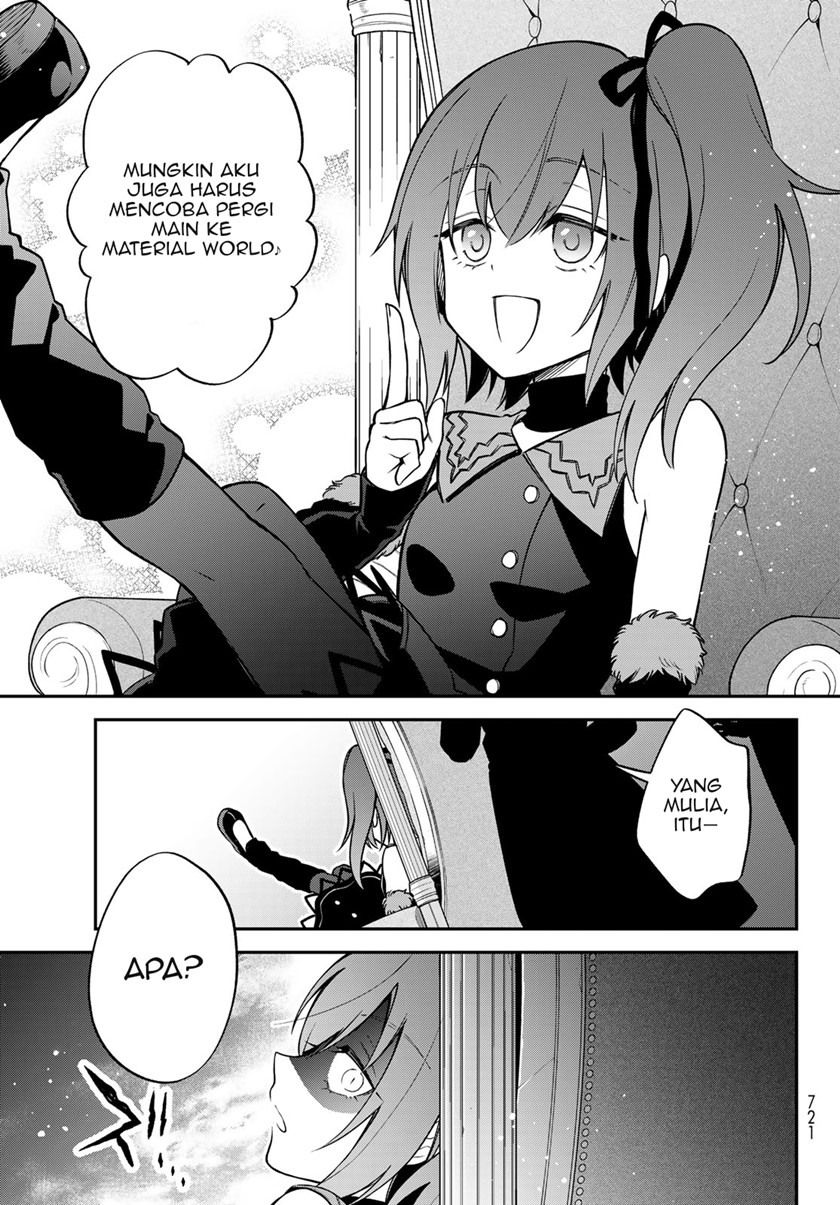 MUNGKIN AKU
JUGA HARUS
MENCOBA PERGI
MAIN KE
MATERIAL WORLD♪
YANG
MULIA,
ITU—
APA?
721